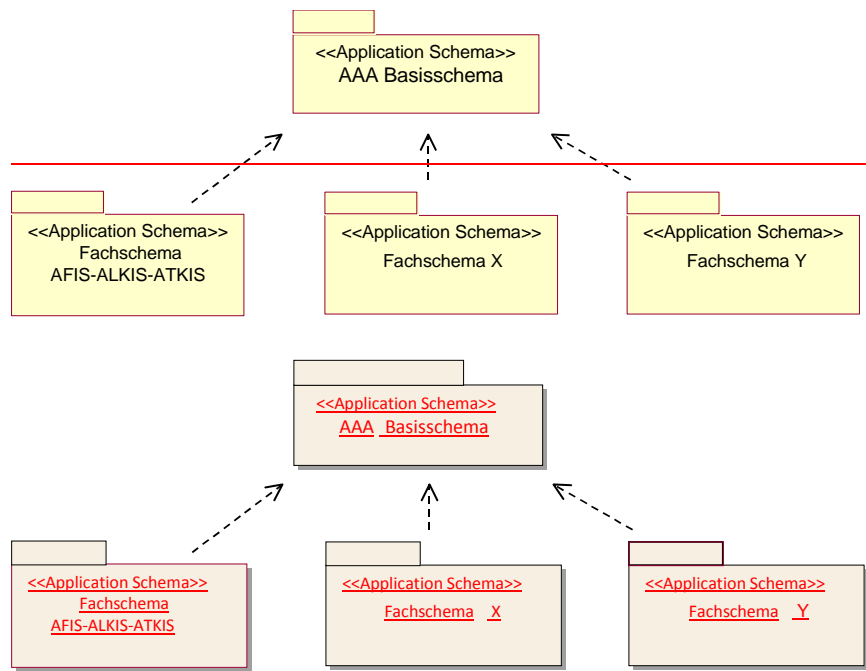 <<Application Schema>>
AAA Basisschema
<<Application Schema>>
Fachschema
AFIS-ALKIS-ATKIS
<<Application Schema>>
Fachschema X
<<Application Schema>>
Fachschema Y
<<Application Schema>>
AAA Basisschema
<<Application Schema>>
Fachschema
AFIS-ALKIS-ATKIS
<<Application Schema>>
Fachschema X
<<Application Schema>>
Fachschema Y